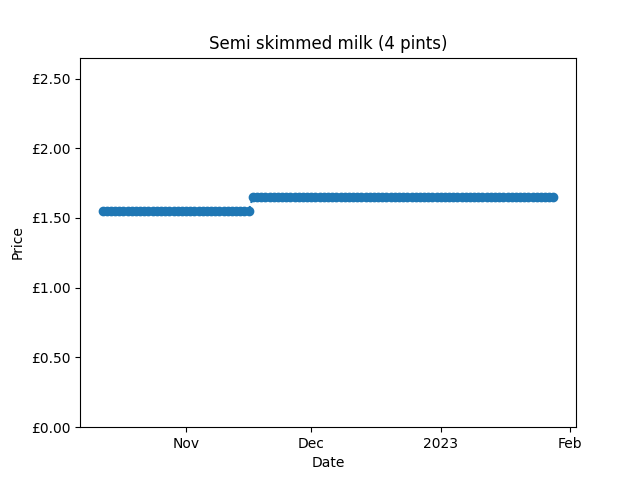 Semi skimmed milk (4 pints)
£2.50
£2.00
£1.50
£1.00
£0.50
£0.00
Price
Nov Dec 2023 Feb
Date